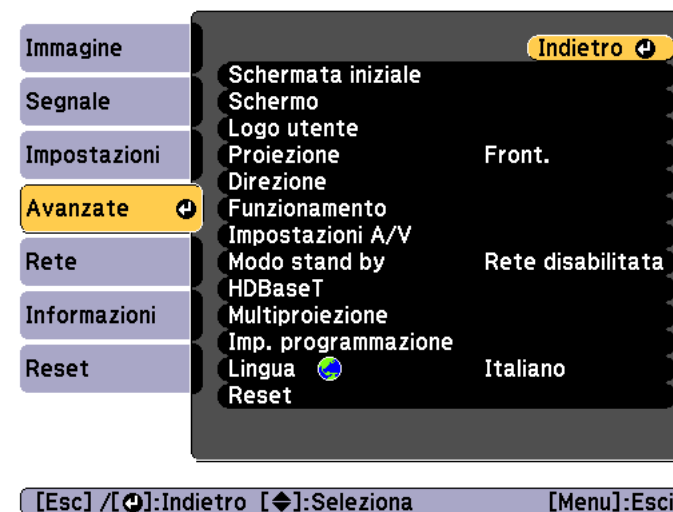 Immagine
Segnale
Impostazioni
Avanzate
Rete
Informazioni
Reset
Indietro
Schermata iniziale
Schermo
Logo utente
Proiezione Front.
Direzione
Funzionamento
Impostazioni A/V
Modo stand by Rete disabilitata
HDBaseT
Multiproiezione
Imp. programmazione
Lingua Italiano
Reset
[Esc] /[⏎]:Indietro [◆]:Seleziona [Menu]:Esci